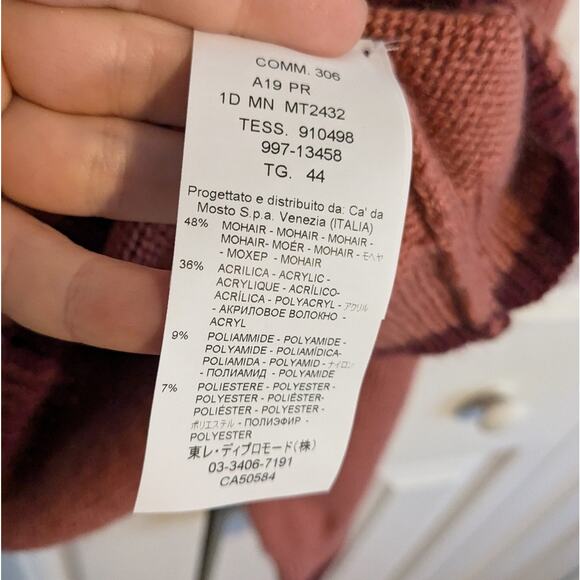 COMM. 306
A19 PR
1D MN MT2432
TESS. 910498
997-13458
TG. 44
Progettato e distribuito da: Ca' da
Mosto S.p.a. Venezia (ITALIA)
48% MOHAIR - MOHAIR - MOHAIR -
MOHAIR- MOÉR - MOHAIR - モヘヤ
- МОХЕР - MOHAIR
36% ACRILICA - ACRYLIC -
ACRYLIQUE - ACRÍLICO-
ACRÍLICA - POLYACRYL - アクリル
- АКРИЛОВОЕ ВОЛОКНО -
ACRYL
9% POLIAMMIDE - POLYAMIDE -
POLYAMIDE - POLIAMÍDICA-
POLIAMIDA - POLYAMID - ナイロン
- ПОЛИАМИД - POLYAMIDE
7% POLIESTERE - POLYESTER -
POLYESTER - POLIÉSTER-
POLIÉSTER - POLYESTER -
ポリエステル - ПОЛИЭФИР -
POLYESTER
東レ・ディプロモード(株)
03-3406-7191
CA50584